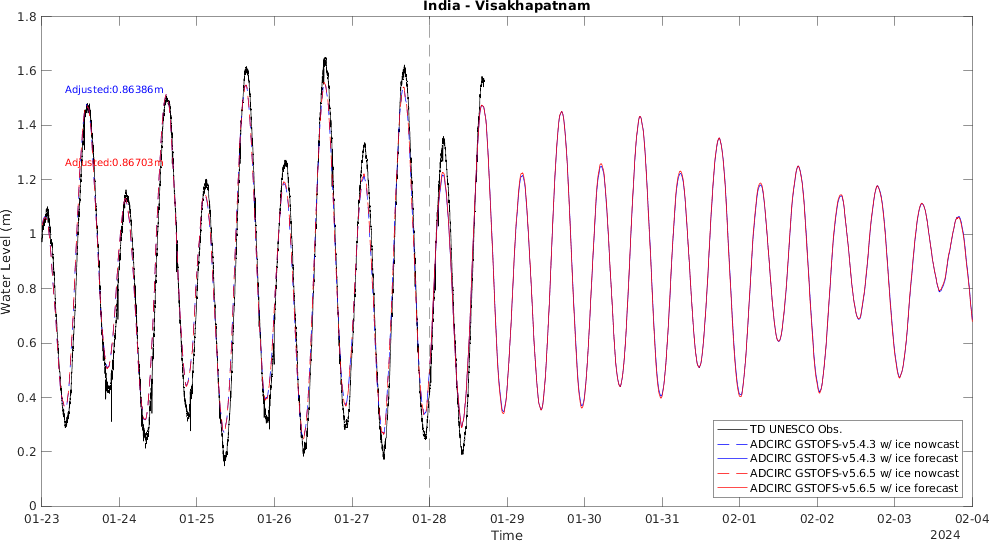 India - Visakhapatnam
Water Level (m)
1.8
1.6
1.4
1.2
1
0.8
0.6
0.4
0.2
0
Adjusted:0.86386m
Adjusted:0.86703m
TD UNESCO Obs.
ADCIRC GSTOFS-v5.4.3 w/ ice nowcast
ADCIRC GSTOFS-v5.4.3 w/ ice forecast
ADCIRC GSTOFS-v5.6.5 w/ ice nowcast
ADCIRC GSTOFS-v5.6.5 w/ ice forecast
01-23 01-24 01-25 01-26 01-27 01-28 01-29 01-30 01-31 02-01 02-02 02-03 02-04
Time
2024